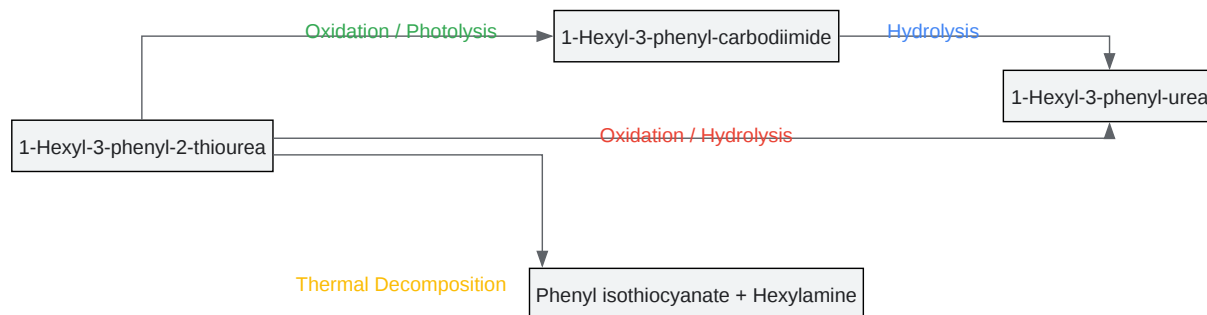 Oxidation / Photolysis
1-Hexyl-3-phenyl-carbodiimide
Hydrolysis
1-Hexyl-3-phenyl-urea
1-Hexyl-3-phenyl-2-thiourea
Oxidation / Hydrolysis
Thermal Decomposition
Phenyl isothiocyanate + Hexylamine